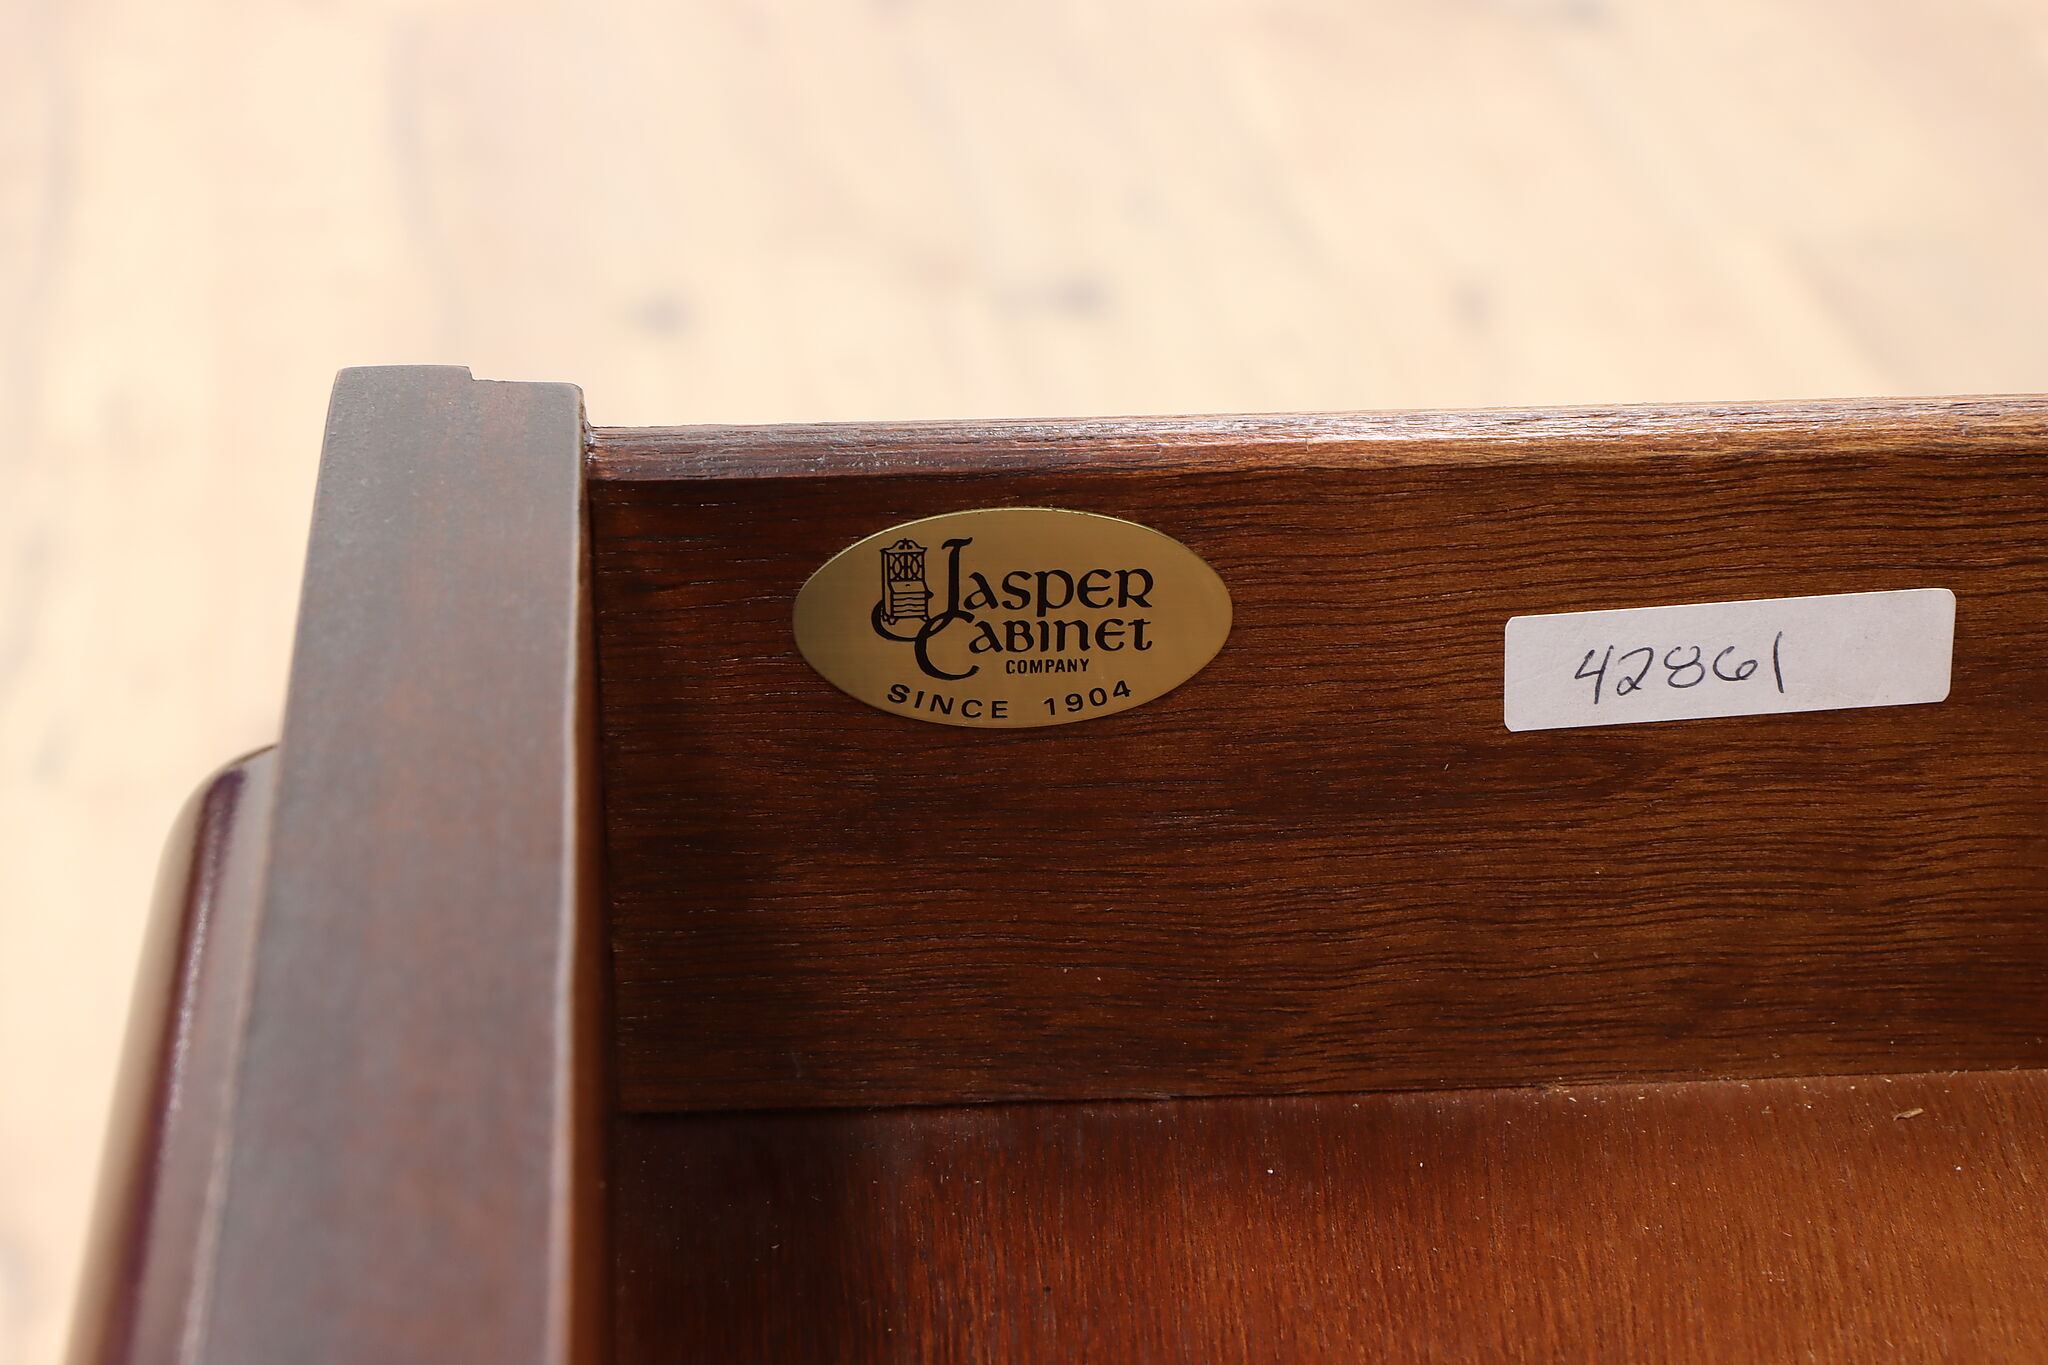 JASPER
CABINET
COMPANY
SINCE 1904
42861